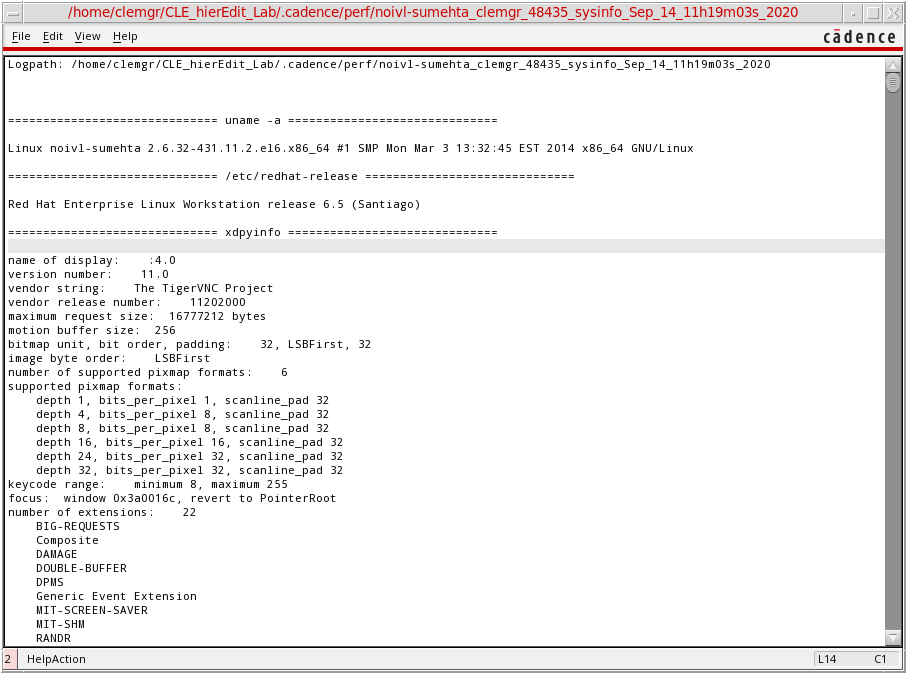 /home/clemgr/CLE_hierEdit_Lab/.cadence/perf/noivl-sumehta_clemgr_48435_sysinfo_Sep_14_11h19m03s_2020
File Edit View Help
cādence
Logpath: /home/clemgr/CLE_hierEdit_Lab/.cadence/perf/noivl-sumehta_clemgr_48435_sysinfo_Sep_14_11h19m03s_2020
============================== uname -a ==============================
Linux noivl-sumehta 2.6.32-431.11.2.el6.x86_64 #1 SMP Mon Mar 3 13:32:45 EST 2014 x86_64 GNU/Linux
============================== /etc/redhat-release ==============================
Red Hat Enterprise Linux Workstation release 6.5 (Santiago)
============================== xdpyinfo ==============================
name of display:    :4.0
version number:    11.0
vendor string:    The TigerVNC Project
vendor release number:    11202000
maximum request size:  16777212 bytes
motion buffer size:  256
bitmap unit, bit order, padding:    32, LSBFirst, 32
image byte order:    LSBFirst
number of supported pixmap formats:    6
supported pixmap formats:
    depth 1, bits_per_pixel 1, scanline_pad 32
    depth 4, bits_per_pixel 8, scanline_pad 32
    depth 8, bits_per_pixel 8, scanline_pad 32
    depth 16, bits_per_pixel 16, scanline_pad 32
    depth 24, bits_per_pixel 32, scanline_pad 32
    depth 32, bits_per_pixel 32, scanline_pad 32
keycode range:    minimum 8, maximum 255
focus:  window 0x3a0016c, revert to PointerRoot
number of extensions:    22
    BIG-REQUESTS
    Composite
    DAMAGE
    DOUBLE-BUFFER
    DPMS
    Generic Event Extension
    MIT-SCREEN-SAVER
    MIT-SHM
    RANDR
2 HelpAction L14 C1